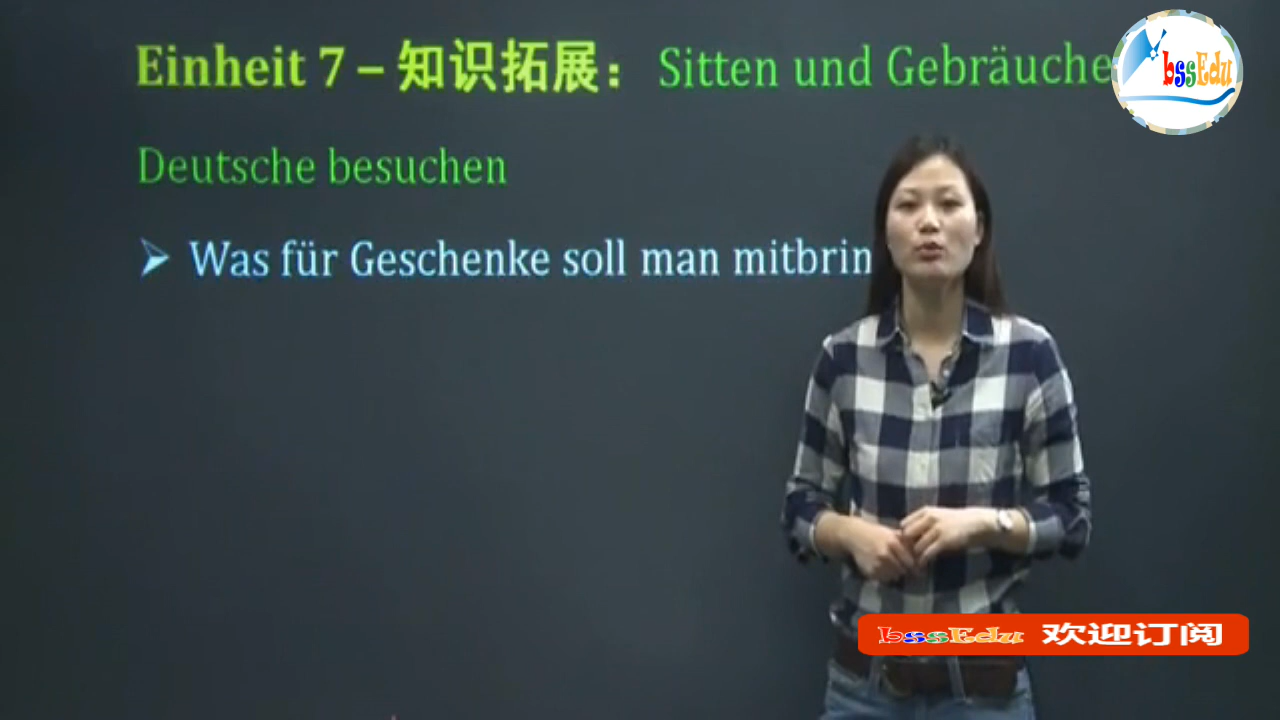 Einheit 7 – 知识拓展： Sitten und Gebräuche
bssEdu
Deutsche besuchen
➢ Was für Geschenke soll man mitbrin
bssEdu 欢迎订阅